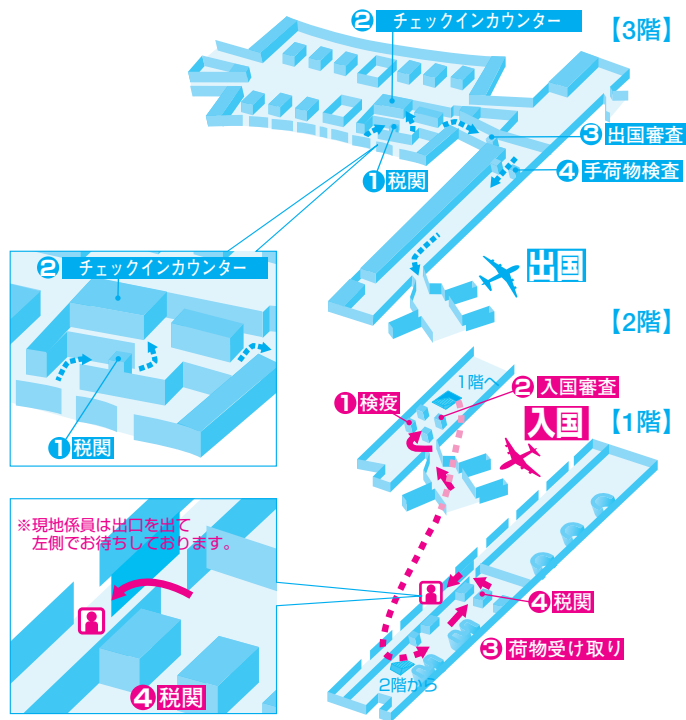 ❷ チェックインカウンター
【3階】
❸ 出国審査
❹ 手荷物検査
❶ 税関
❷ チェックインカウンター
出国
❶ 税関
【2階】
1階へ
❷ 入国審査
❶ 検疫
入国
【1階】
※現地係員は出口を出て
左側でお待ちしております。
❹ 税関
❸ 荷物受け取り
2階から
❹ 税関